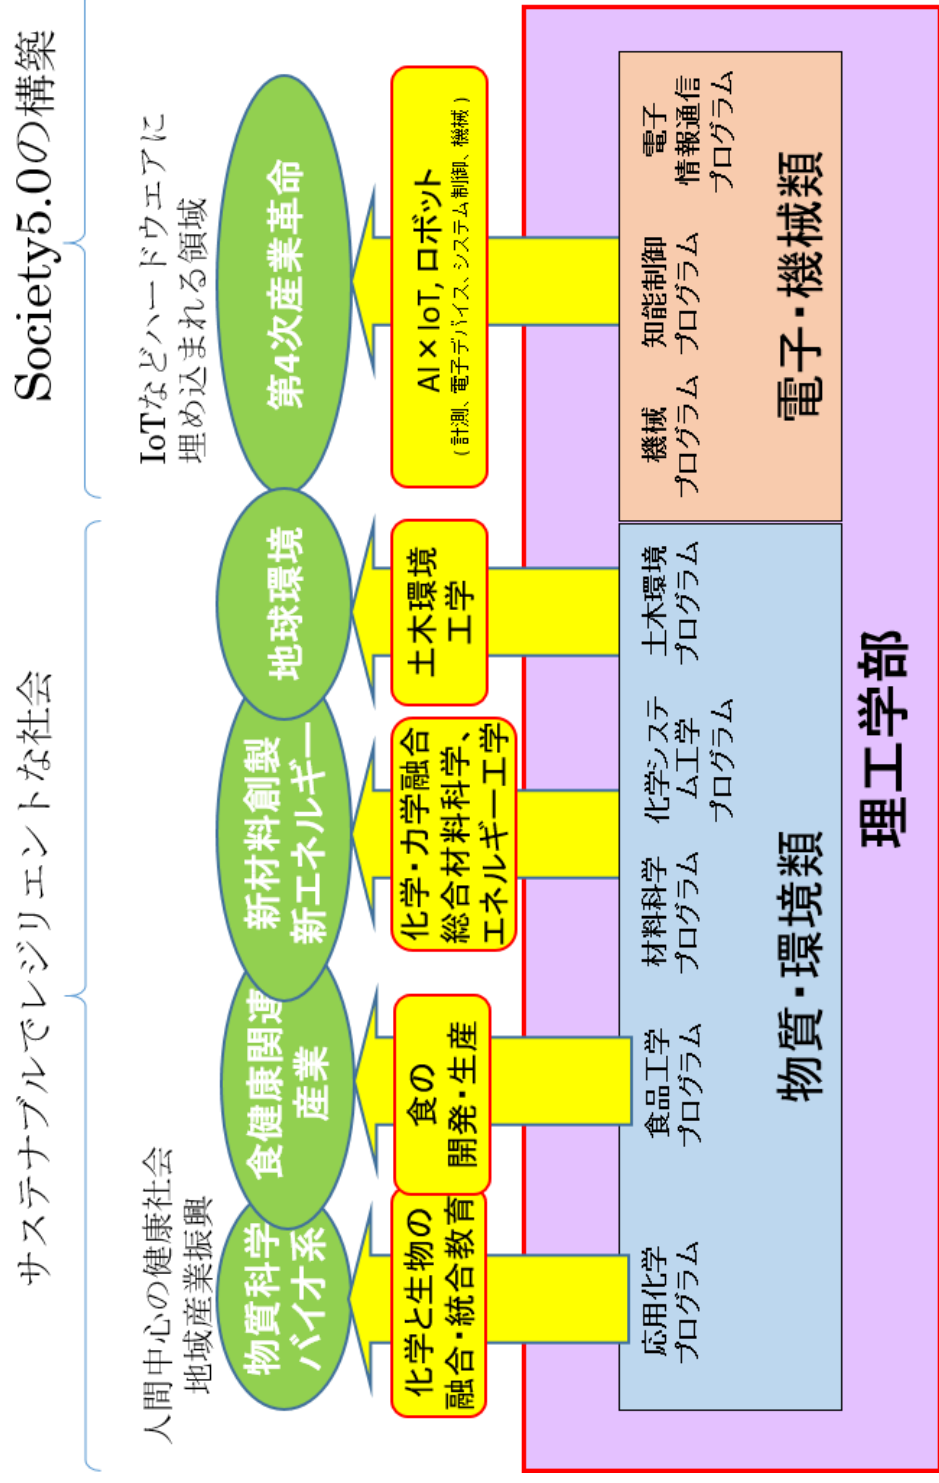 サステナブルでレジリエントな社会
Society5.0の構築
人間中心の健康社会
地域産業振興
IoTなどハードウエアに
埋め込まれる領域
物質科学
バイオ系
食健康関連
産業
新材料創製
新エネルギー
地球環境
第4次産業革命
化学と生物の
融合・統合教育
食の
開発・生産
化学・力学融合
総合材料科学、
エネルギー工学
土木環境
工学
AI×IoT, ロボット
(計測、電子デバイス、システム制御、機械)
応用化学
プログラム
食品工学
プログラム
材料科学
プログラム
化学システ
ム工学
プログラム
土木環境
プログラム
機械
プログラム
知能制御
プログラム
電子
情報通信
プログラム
物質・環境類
電子・機械類
理工学部